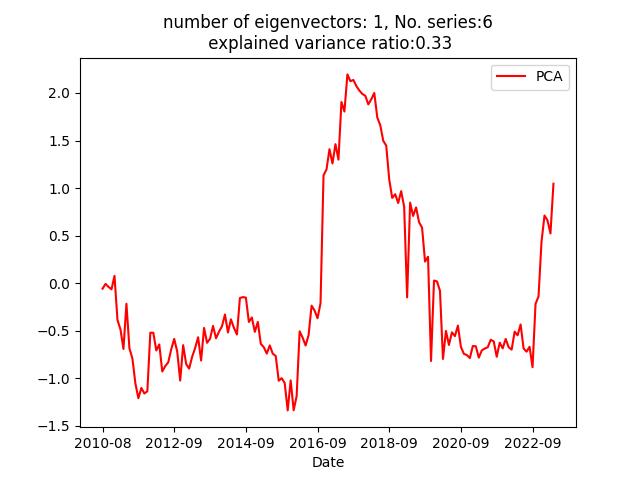 number of eigenvectors: 1, No. series:6
explained variance ratio:0.33
PCA
2.0
1.5
1.0
0.5
0.0
−0.5
−1.0
−1.5
2010-08 2012-09 2014-09 2016-09 2018-09 2020-09 2022-09
Date